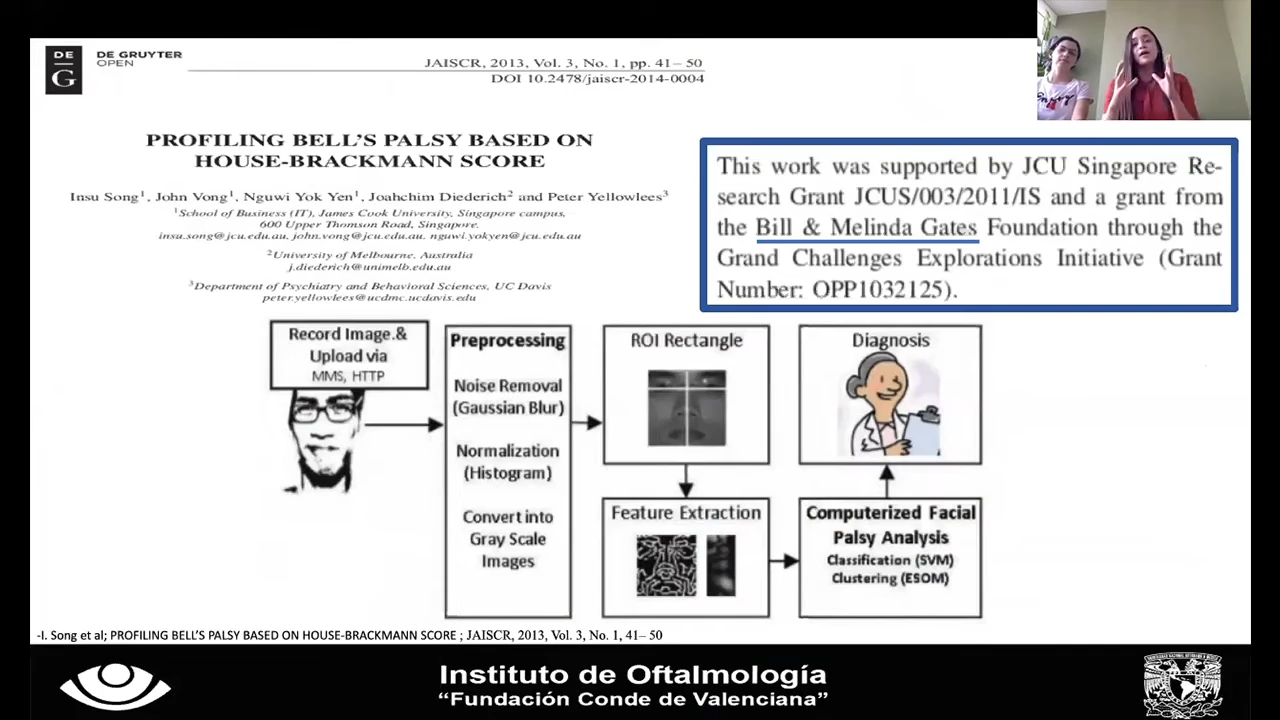 DE
G
DE GRUYTER
OPEN
JAISCR, 2013, Vol. 3, No. 1, pp. 41 – 50
DOI 10.2478/jaiscr-2014-0004
PROFILING BELL'S PALSY BASED ON
HOUSE-BRACKMANN SCORE
Insu Song1, John Vong1, Nguwi Yok Yen1, Joahchim Diederich2 and Peter Yellowlees3
1School of Business (IT), James Cook University, Singapore campus,
600 Upper Thomson Road, Singapore,
insu.song@jcu.edu.au, john.vong@jcu.edu.au, nguwi.yokyen@jcu.edu.au
2University of Melbourne, Australia
j.diederich@unimelb.edu.au
3Department of Psychiatry and Behavioral Sciences, UC Davis
peter.yellowlees@ucdmc.ucdavis.edu
This work was supported by JCU Singapore Re-
search Grant JCUS/003/2011/IS and a grant from
the Bill & Melinda Gates Foundation through the
Grand Challenges Explorations Initiative (Grant
Number: OPP1032125).
Record Image.&
Upload via
MMS, HTTP
Preprocessing
Noise Removal
(Gaussian Blur)
Normalization
(Histogram)
Convert into
Gray Scale
Images
ROI Rectangle
Feature Extraction
Diagnosis
Computerized Facial
Palsy Analysis
Classification (SVM)
Clustering (ESOM)
-I. Song et al; PROFILING BELL'S PALSY BASED ON HOUSE-BRACKMANN SCORE ; JAISCR, 2013, Vol. 3, No. 1, 41– 50
Instituto de Oftalmología
“Fundación Conde de Valenciana”